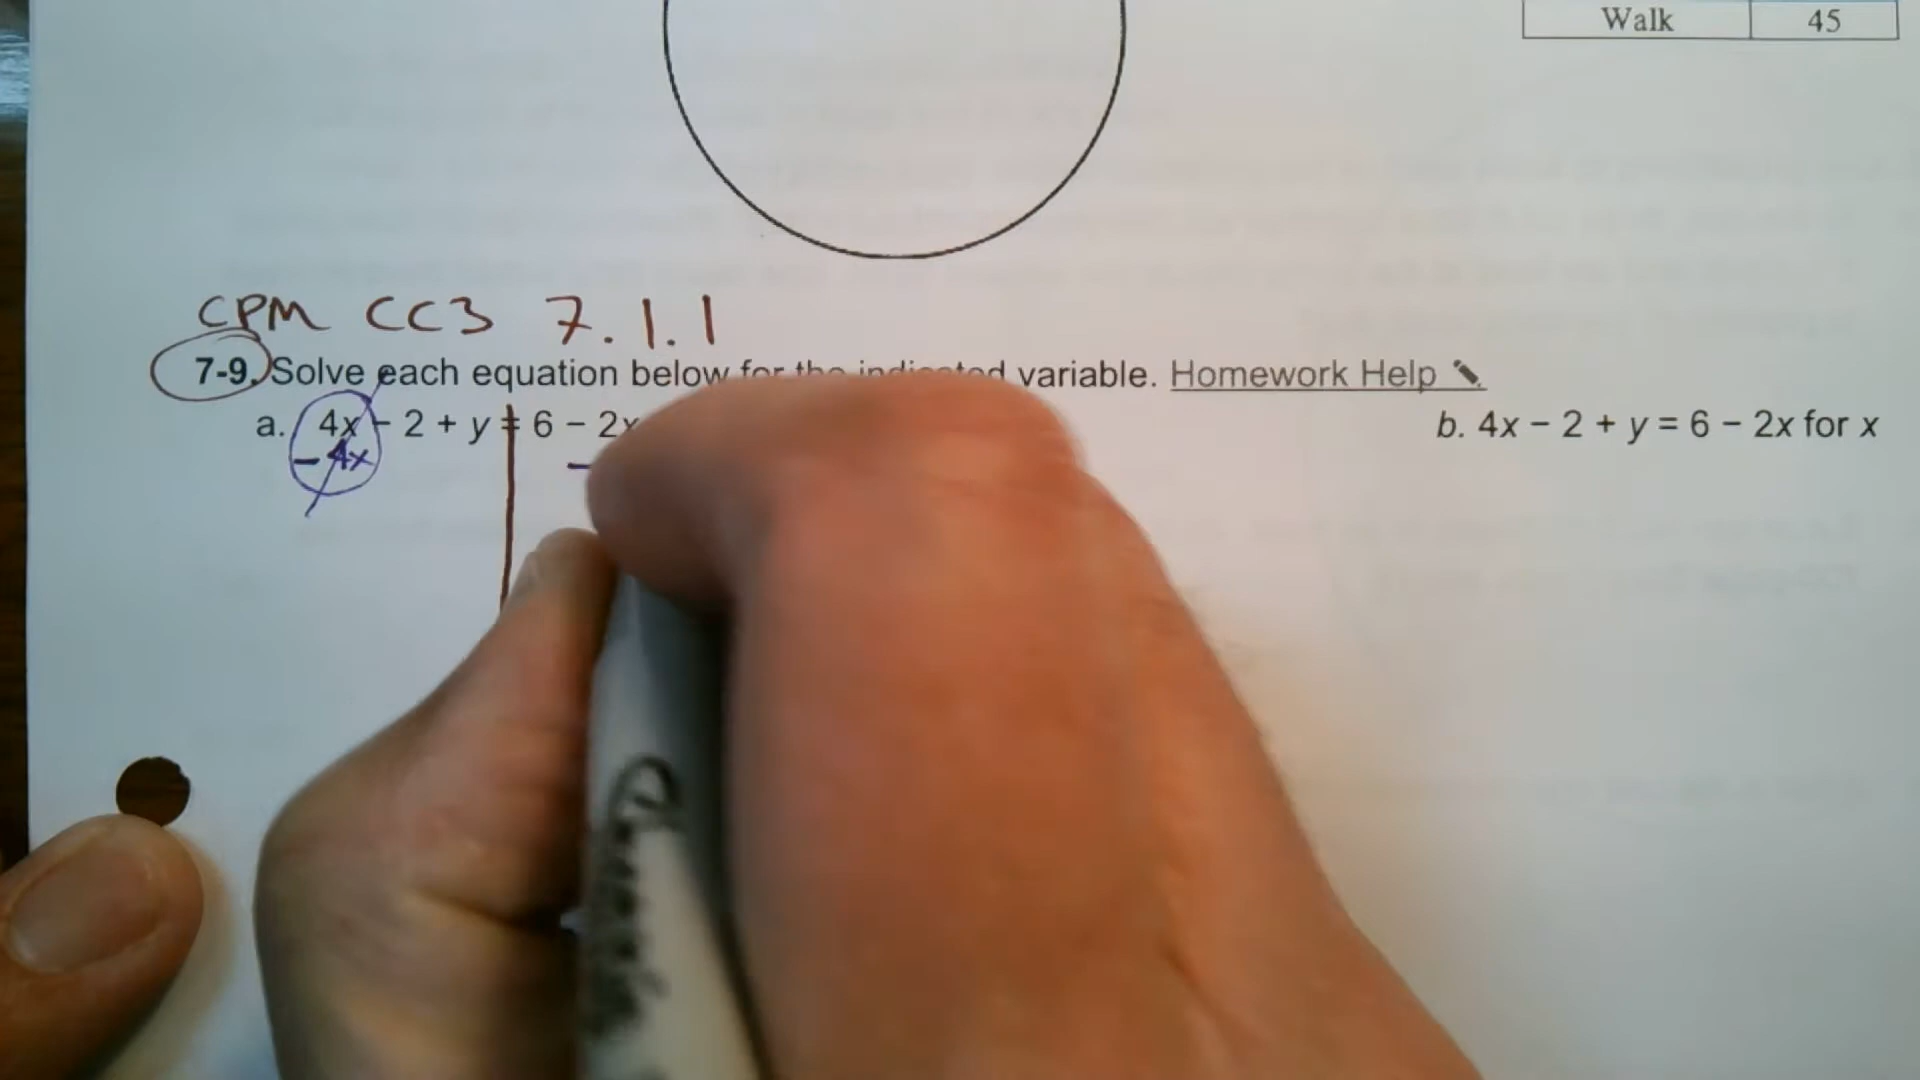 Walk 45
CPM CC3 7.1.1
7-9. Solve each equation below for the indicated variable. Homework Help
a. 4x - 2 + y = 6 - 2x
b. 4x - 2 + y = 6 - 2x for x
- 4x
-